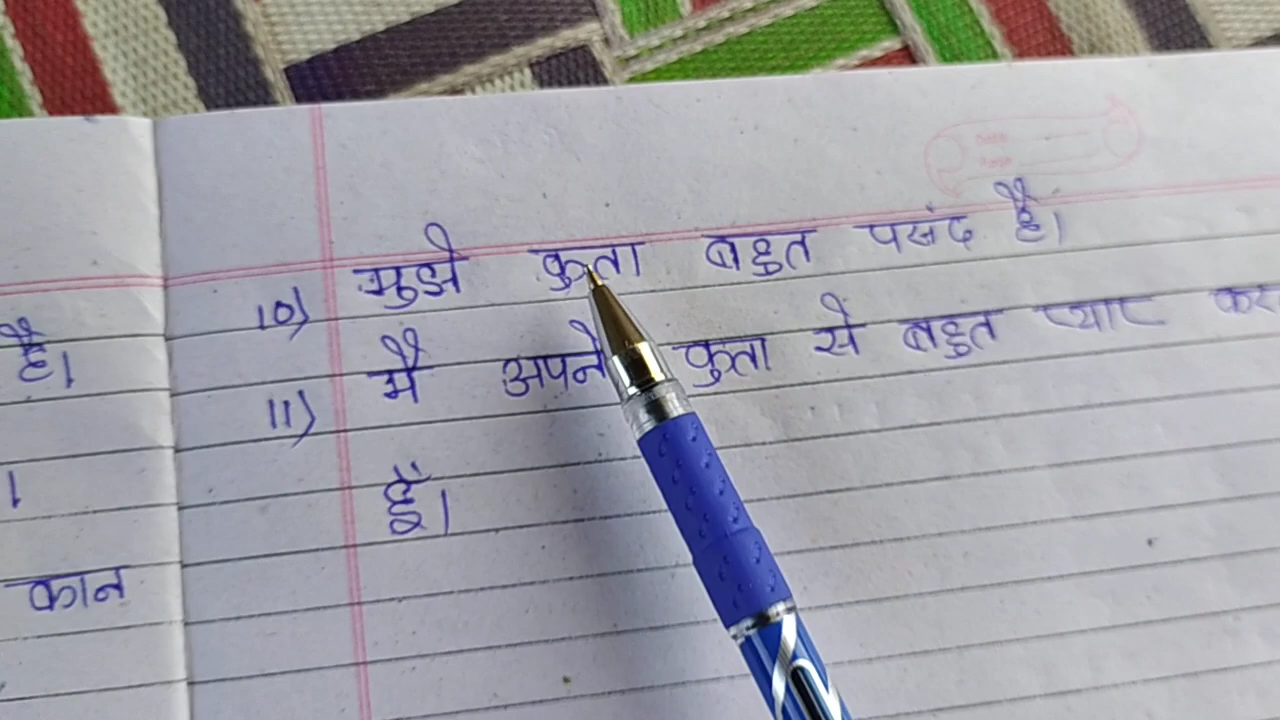 है।
।
कान
10) मुझे कुता बहुत पसंद है।
11) मै अपने कुता से बहुत प्यार कर
हूँ।